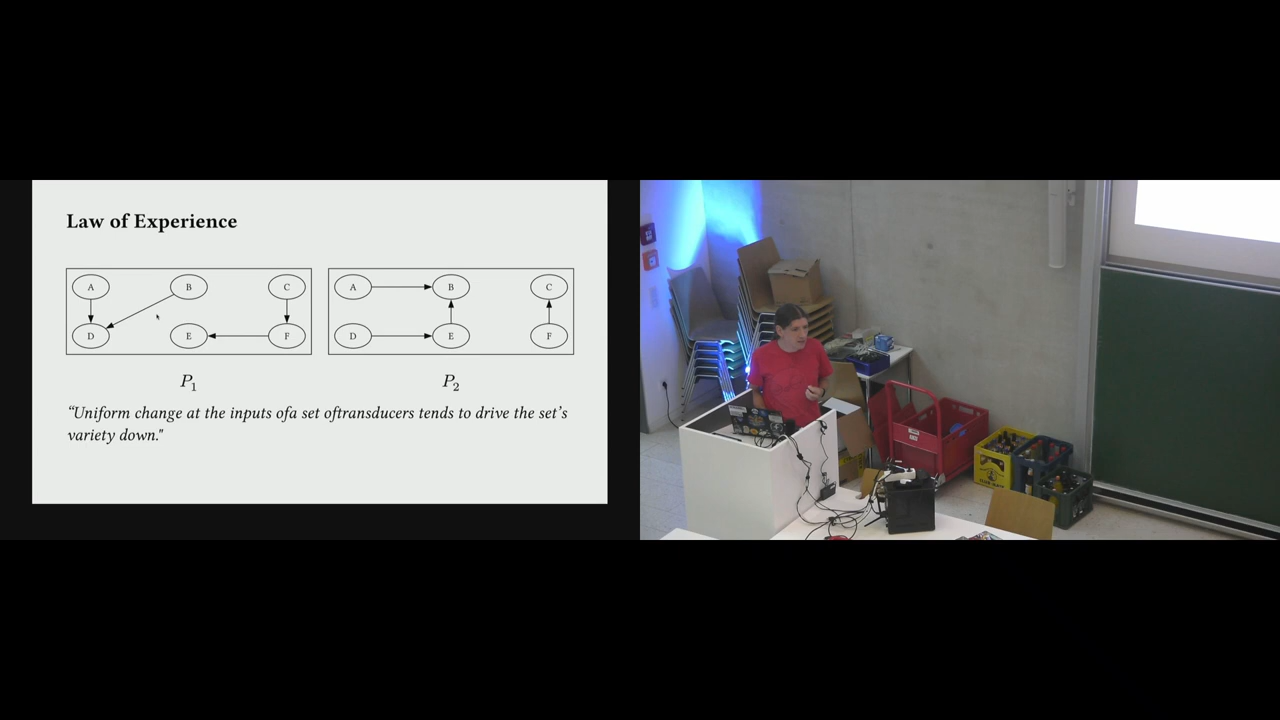 Law of Experience
A B C
D E F
A B C
D E F
P1
P2
"Uniform change at the inputs ofa set oftransducers tends to drive the set's
variety down."